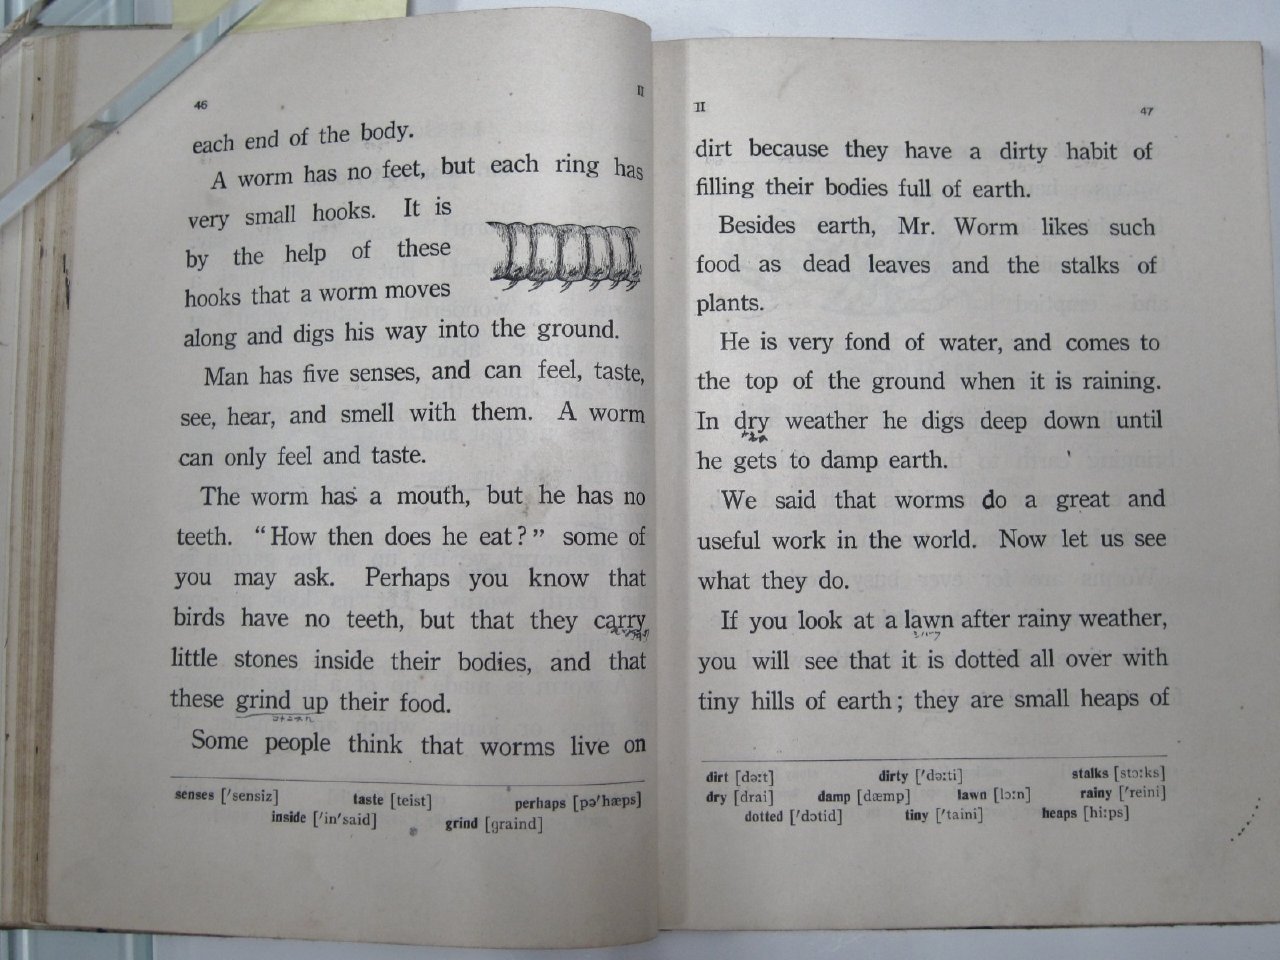 46
II
each end of the body.
A worm has no feet, but each ring has
very small hooks. It is
by the help of these
hooks that a worm moves
along and digs his way into the ground.
Man has five senses, and can feel, taste,
see, hear, and smell with them. A worm
can only feel and taste.
The worm has a mouth, but he has no
teeth. “How then does he eat?” some of
you may ask. Perhaps you know that
birds have no teeth, but that they carry
little stones inside their bodies, and that
these grind up their food.
Some people think that worms live on
senses [ˈsensiz] taste [teist] perhaps [pəˈhæps]
inside [ˈinˈsaid] grind [graind]
II
47
dirt because they have a dirty habit of
filling their bodies full of earth.
Besides earth, Mr. Worm likes such
food as dead leaves and the stalks of
plants.
He is very fond of water, and comes to
the top of the ground when it is raining.
In dry weather he digs deep down until
he gets to damp earth.
We said that worms do a great and
useful work in the world. Now let us see
what they do.
If you look at a lawn after rainy weather,
you will see that it is dotted all over with
tiny hills of earth; they are small heaps of
dirt [də:t] dirty [ˈdə:ti] stalks [stɔ:ks]
dry [drai] damp [dæmp] lawn [lɔ:n] rainy [ˈreini]
dotted [ˈdɔtid] tiny [ˈtaini] heaps [hi:ps]